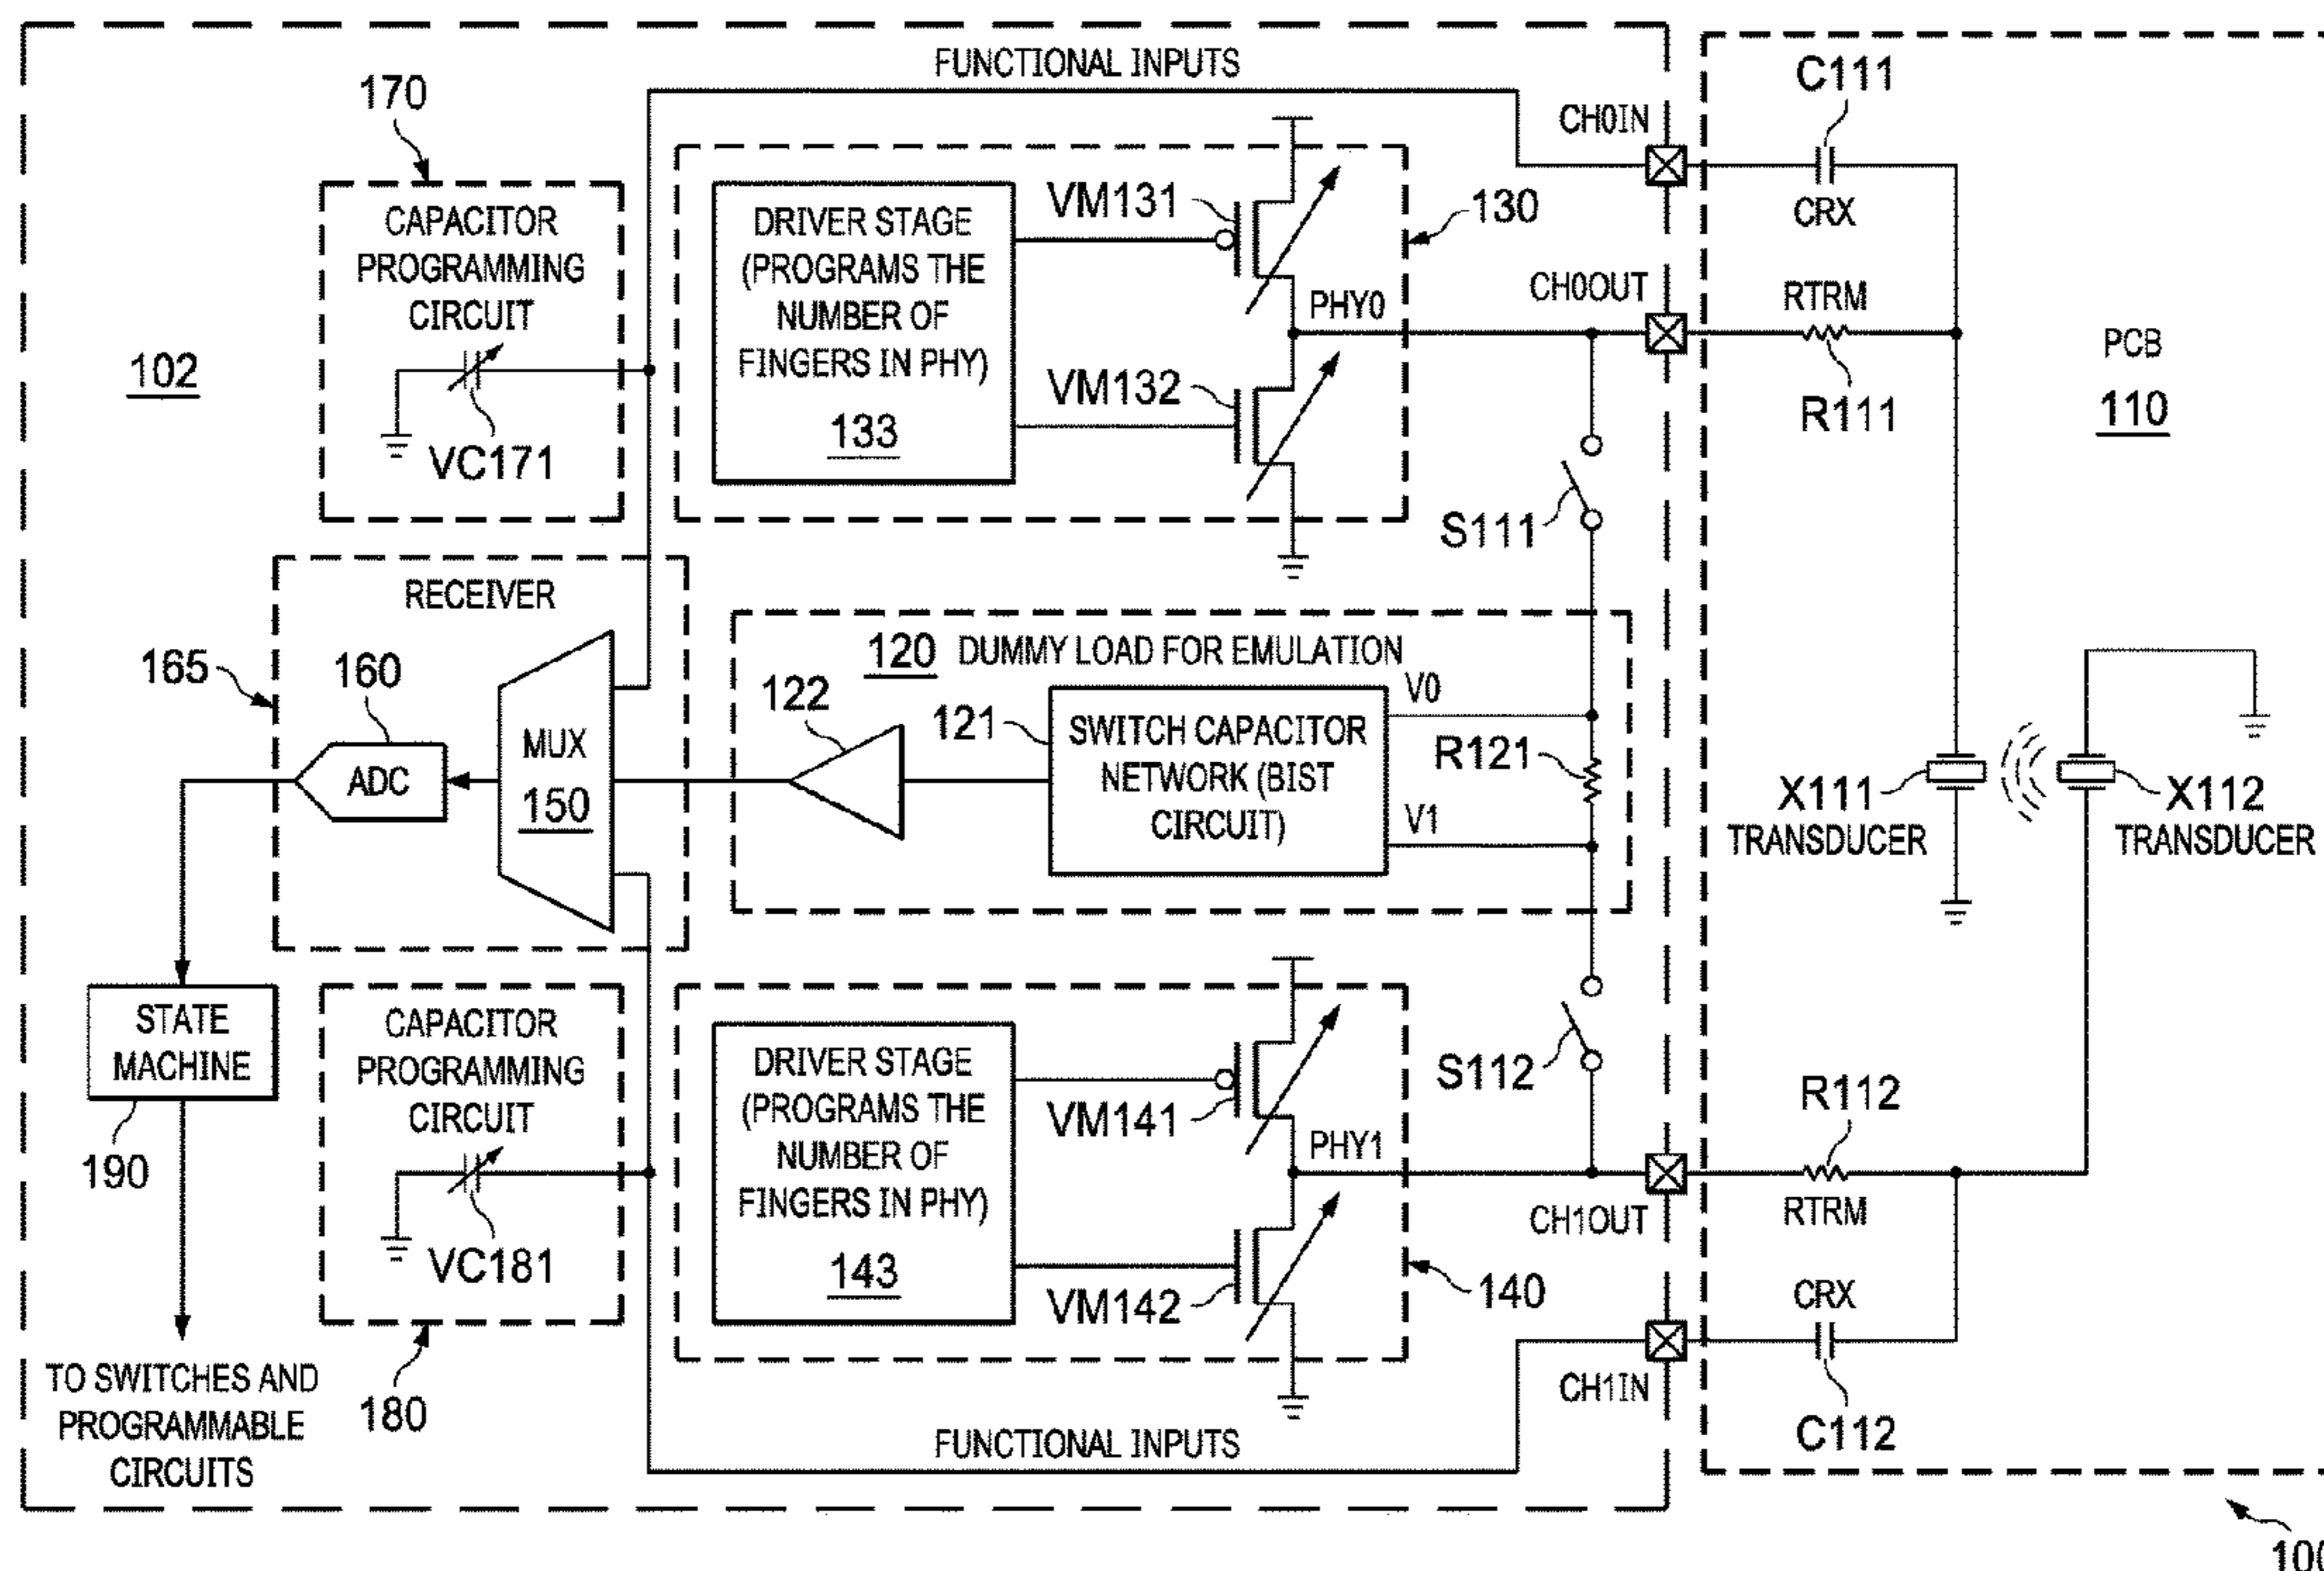 FUNCTIONAL INPUTS
170
CAPACITOR
PROGRAMMING
CIRCUIT
VC171
102
DRIVER STAGE
(PROGRAMS THE
NUMBER OF
FINGERS IN PHY)
133
VM131
VM132
PHY0
130
CH0IN
CH0OUT
C111
CRX
RTRM
R111
PCB
110
S111
RECEIVER
165
160
ADC
MUX
150
120 DUMMY LOAD FOR EMULATION
122
121
SWITCH CAPACITOR
NETWORK (BIST
CIRCUIT)
V0
R121
V1
X111
TRANSDUCER
X112
TRANSDUCER
STATE
MACHINE
190
TO SWITCHES AND
PROGRAMMABLE
CIRCUITS
CAPACITOR
PROGRAMMING
CIRCUIT
VC181
180
DRIVER STAGE
(PROGRAMS THE
NUMBER OF
FINGERS IN PHY)
143
VM141
VM142
PHY1
140
S112
CH1OUT
CH1IN
R112
RTRM
CRX
C112
FUNCTIONAL INPUTS
100